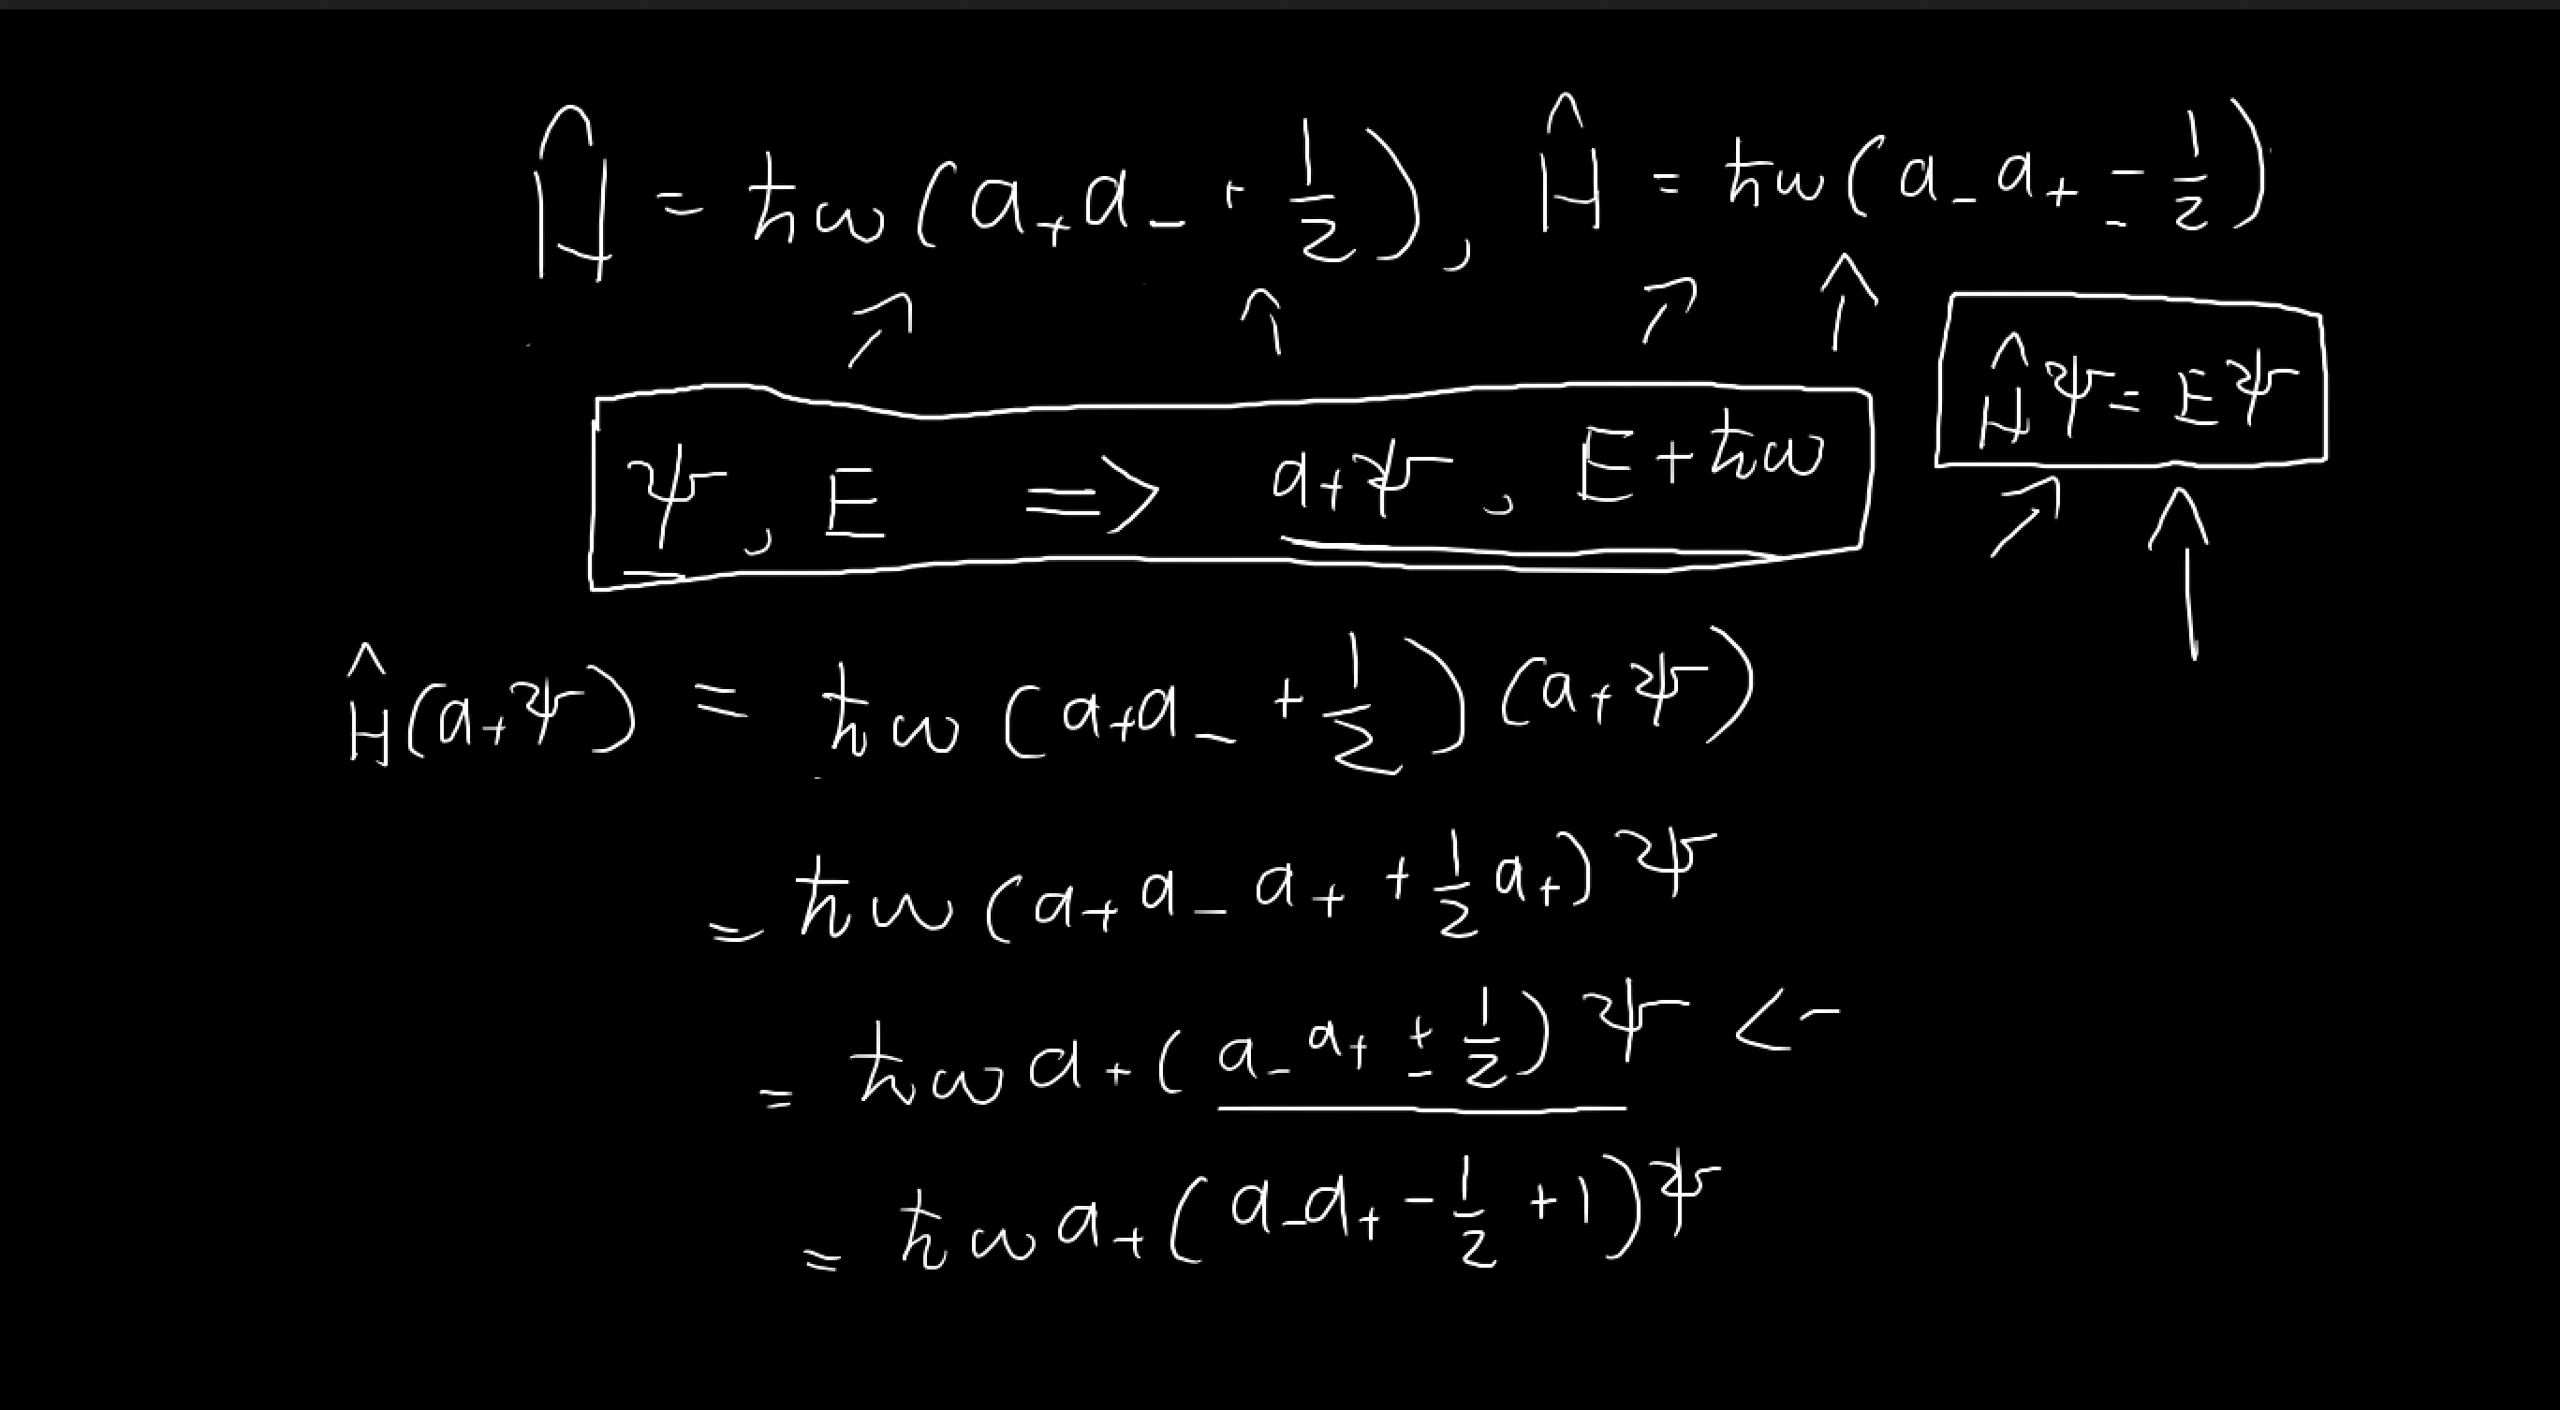 Ĥ = ħω(a₊a₋ + 1/2), Ĥ = ħω(a₋a₊ - 1/2)
Ĥψ = Eψ
ψ, E => a₊ψ, E + ħω
Ĥ(a₊ψ) = ħω(a₊a₋ + 1/2)(a₊ψ)
= ħω(a₊a₋a₊ + 1/2 a₊)ψ
= ħωa₊(a₋a₊ + 1/2)ψ <-
= ħωa₊(a₋a₊ - 1/2 + 1)ψ